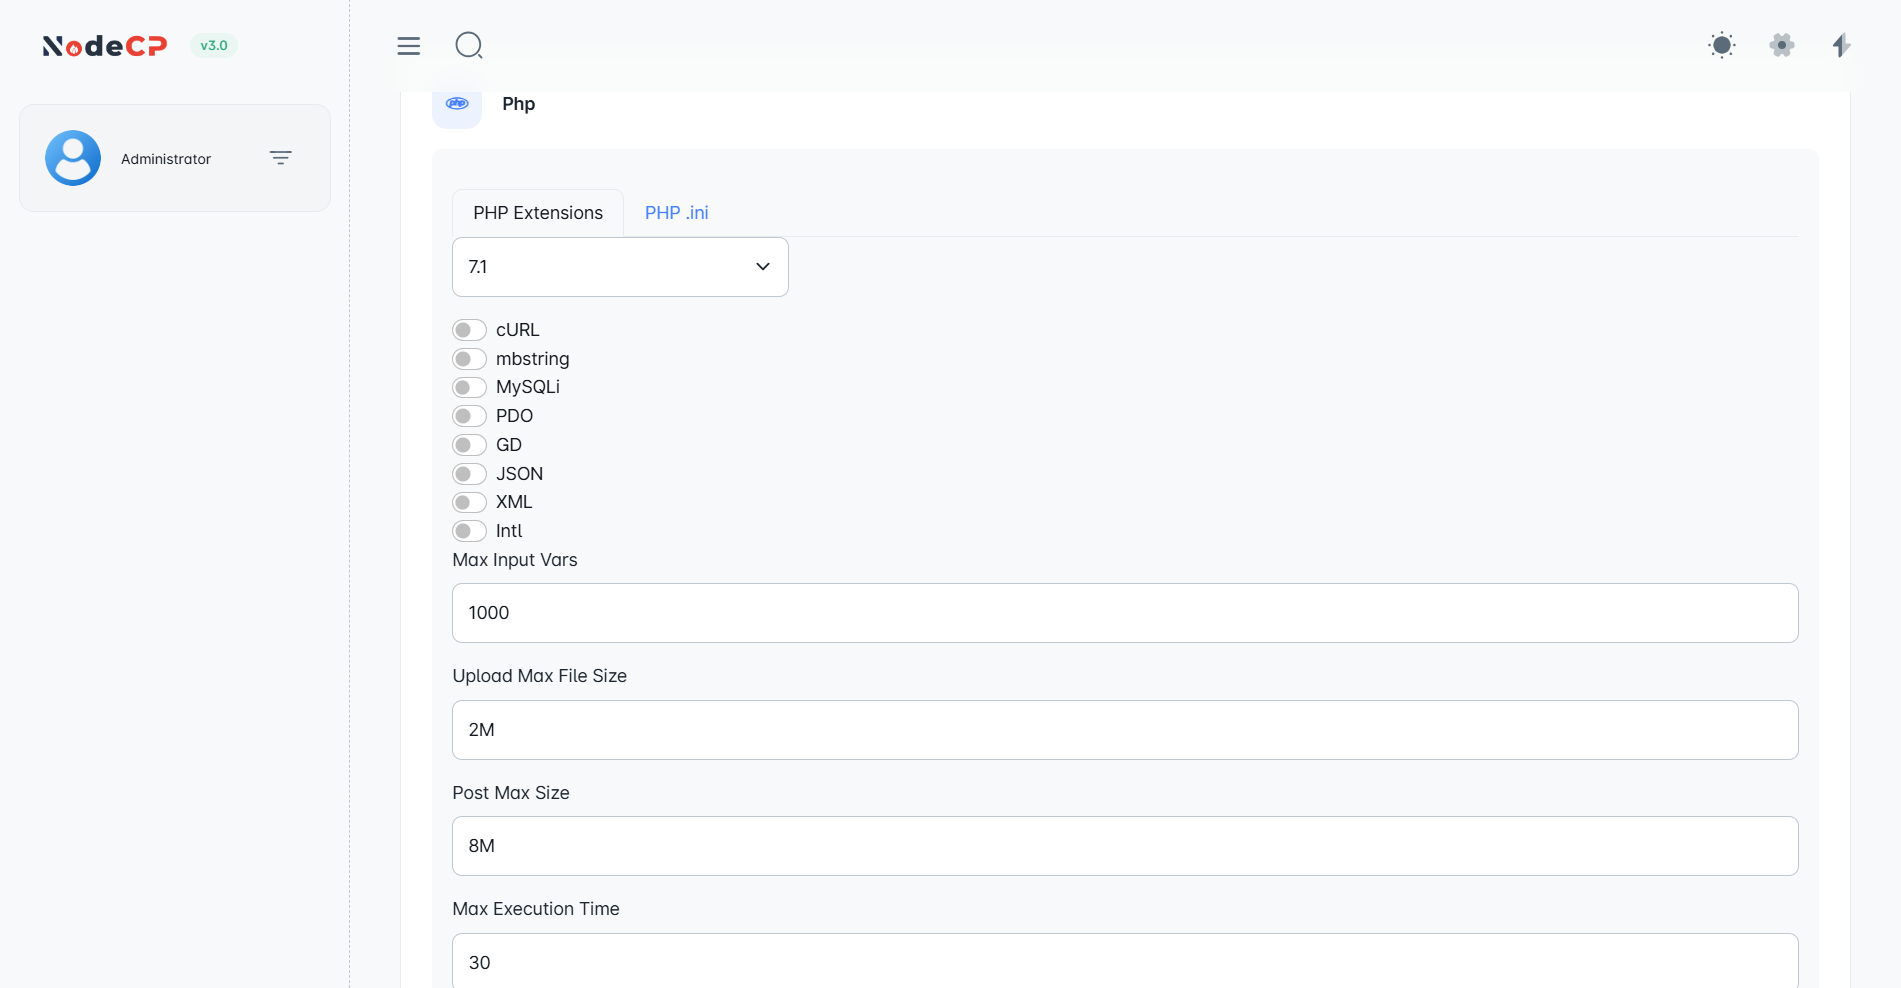 NodeCP v3.0
Administrator
php Php
PHP Extensions PHP .ini
7.1
cURL
mbstring
MySQLi
PDO
GD
JSON
XML
Intl
Max Input Vars
1000
Upload Max File Size
2M
Post Max Size
8M
Max Execution Time
30